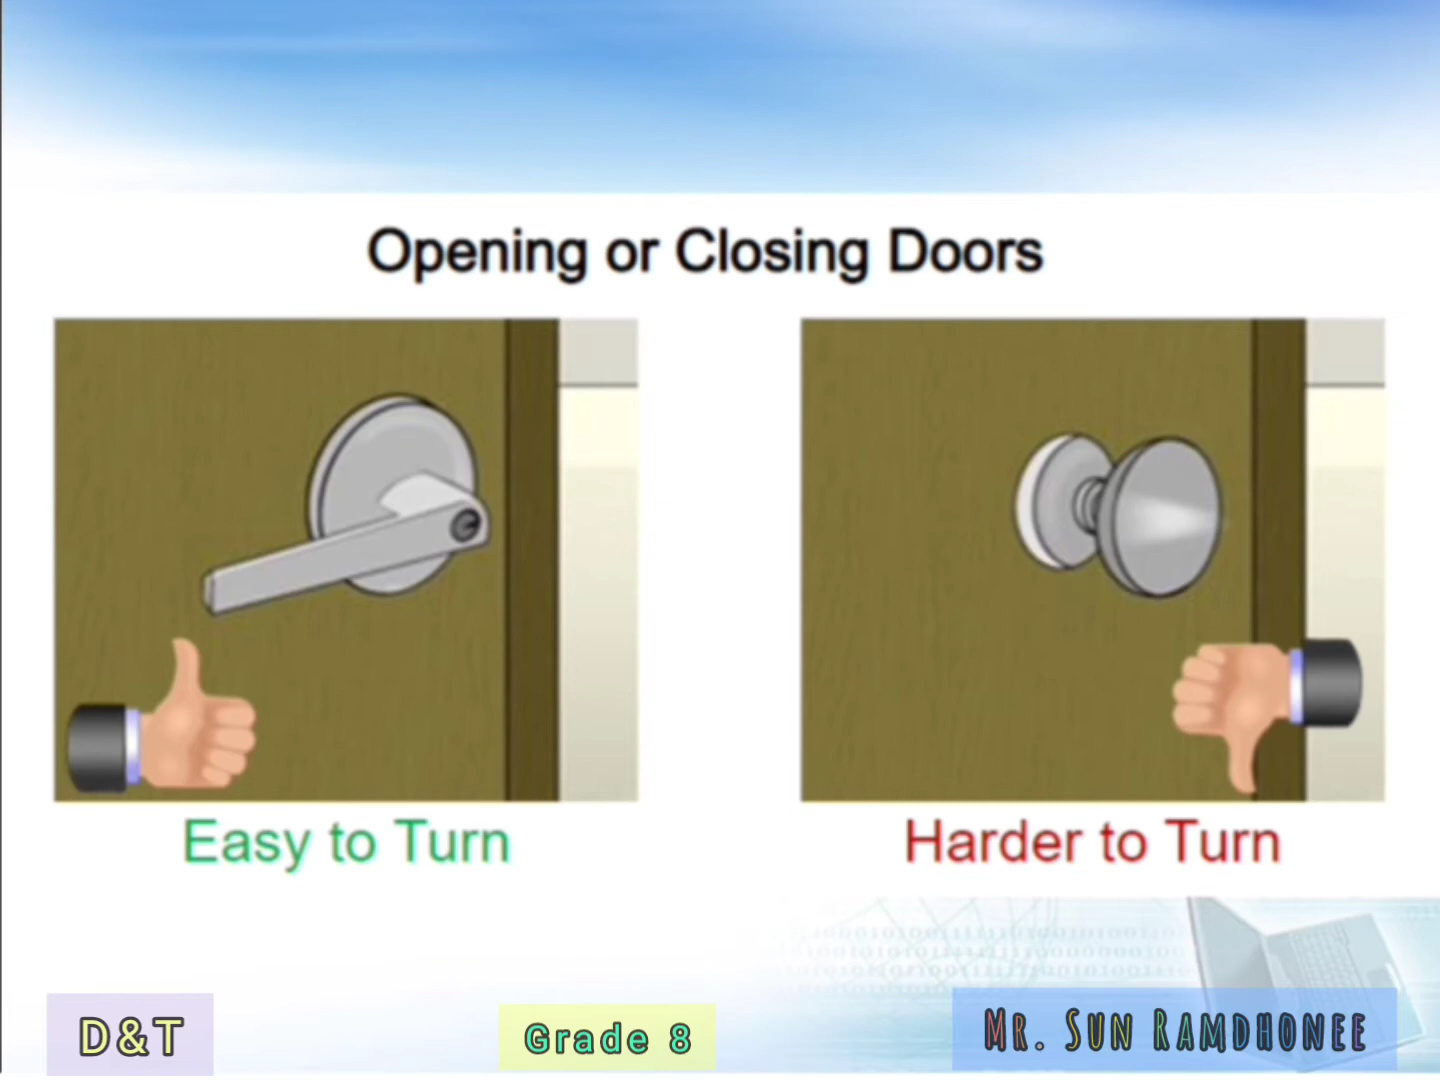 Opening or Closing Doors
Easy to Turn
Harder to Turn
D&T
Grade 8
Mr. Sun Ramdhonee